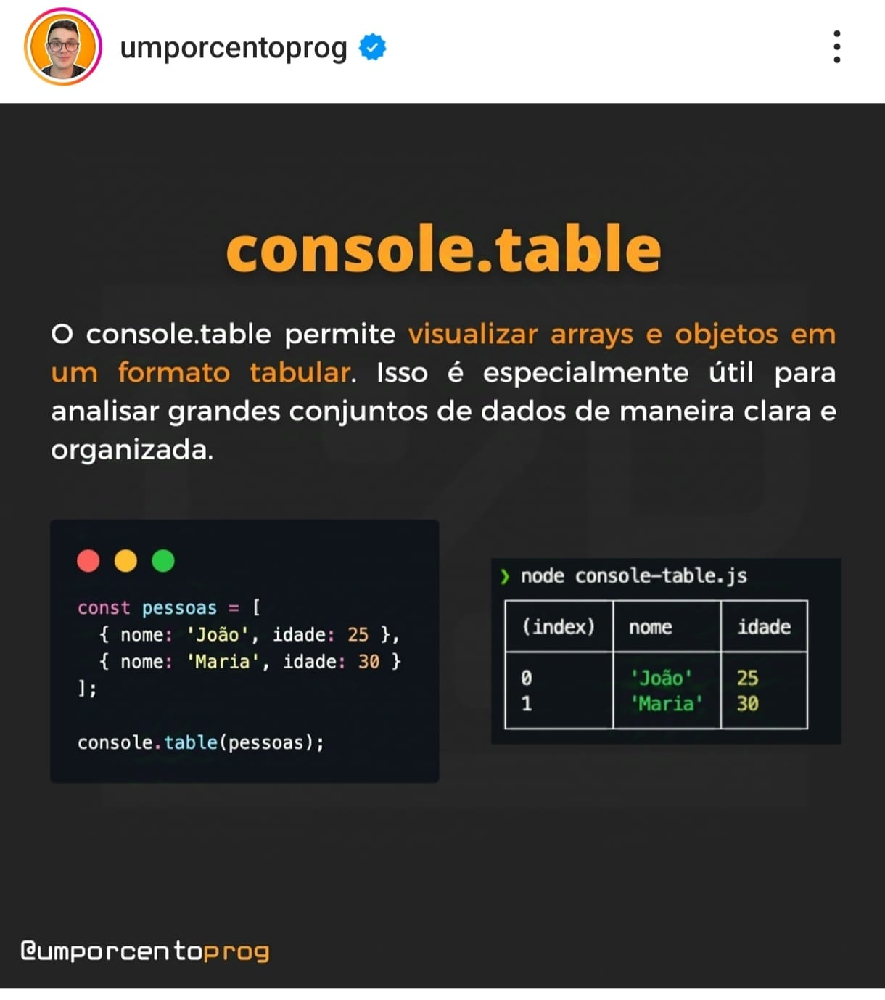 umporcentoprog
console.table
O console.table permite visualizar arrays e objetos em
um formato tabular. Isso é especialmente útil para
analisar grandes conjuntos de dados de maneira clara e
organizada.
const pessoas = [
  { nome: 'João', idade: 25 },
  { nome: 'Maria', idade: 30 }
];
console.table(pessoas);
❯ node console-table.js
(index) nome idade
0 'João' 25
1 'Maria' 30
@umporcentoprog